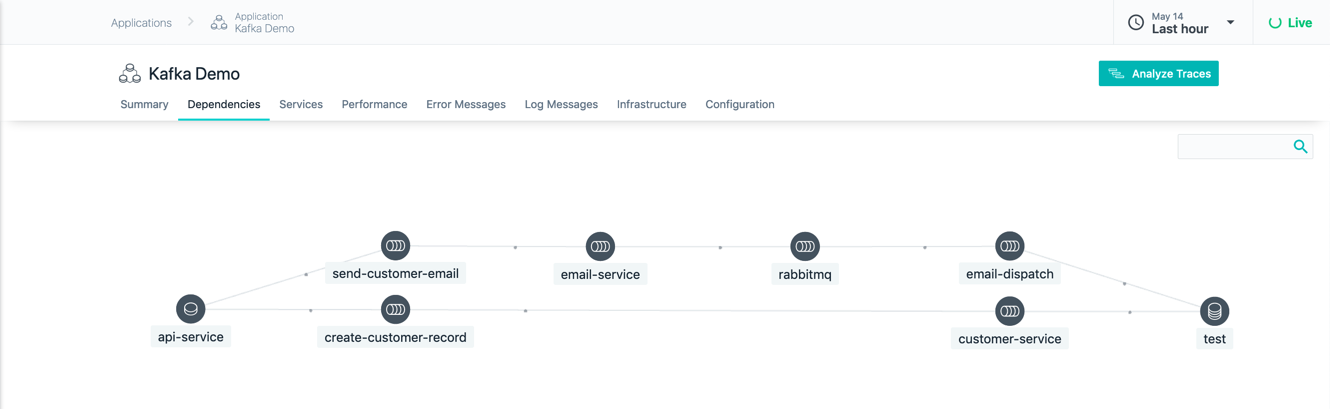 Applications
Application
Kafka Demo
May 14
Last hour
Live
Kafka Demo
Analyze Traces
Summary
Dependencies
Services
Performance
Error Messages
Log Messages
Infrastructure
Configuration
send-customer-email
email-service
rabbitmq
email-dispatch
api-service
create-customer-record
customer-service
test